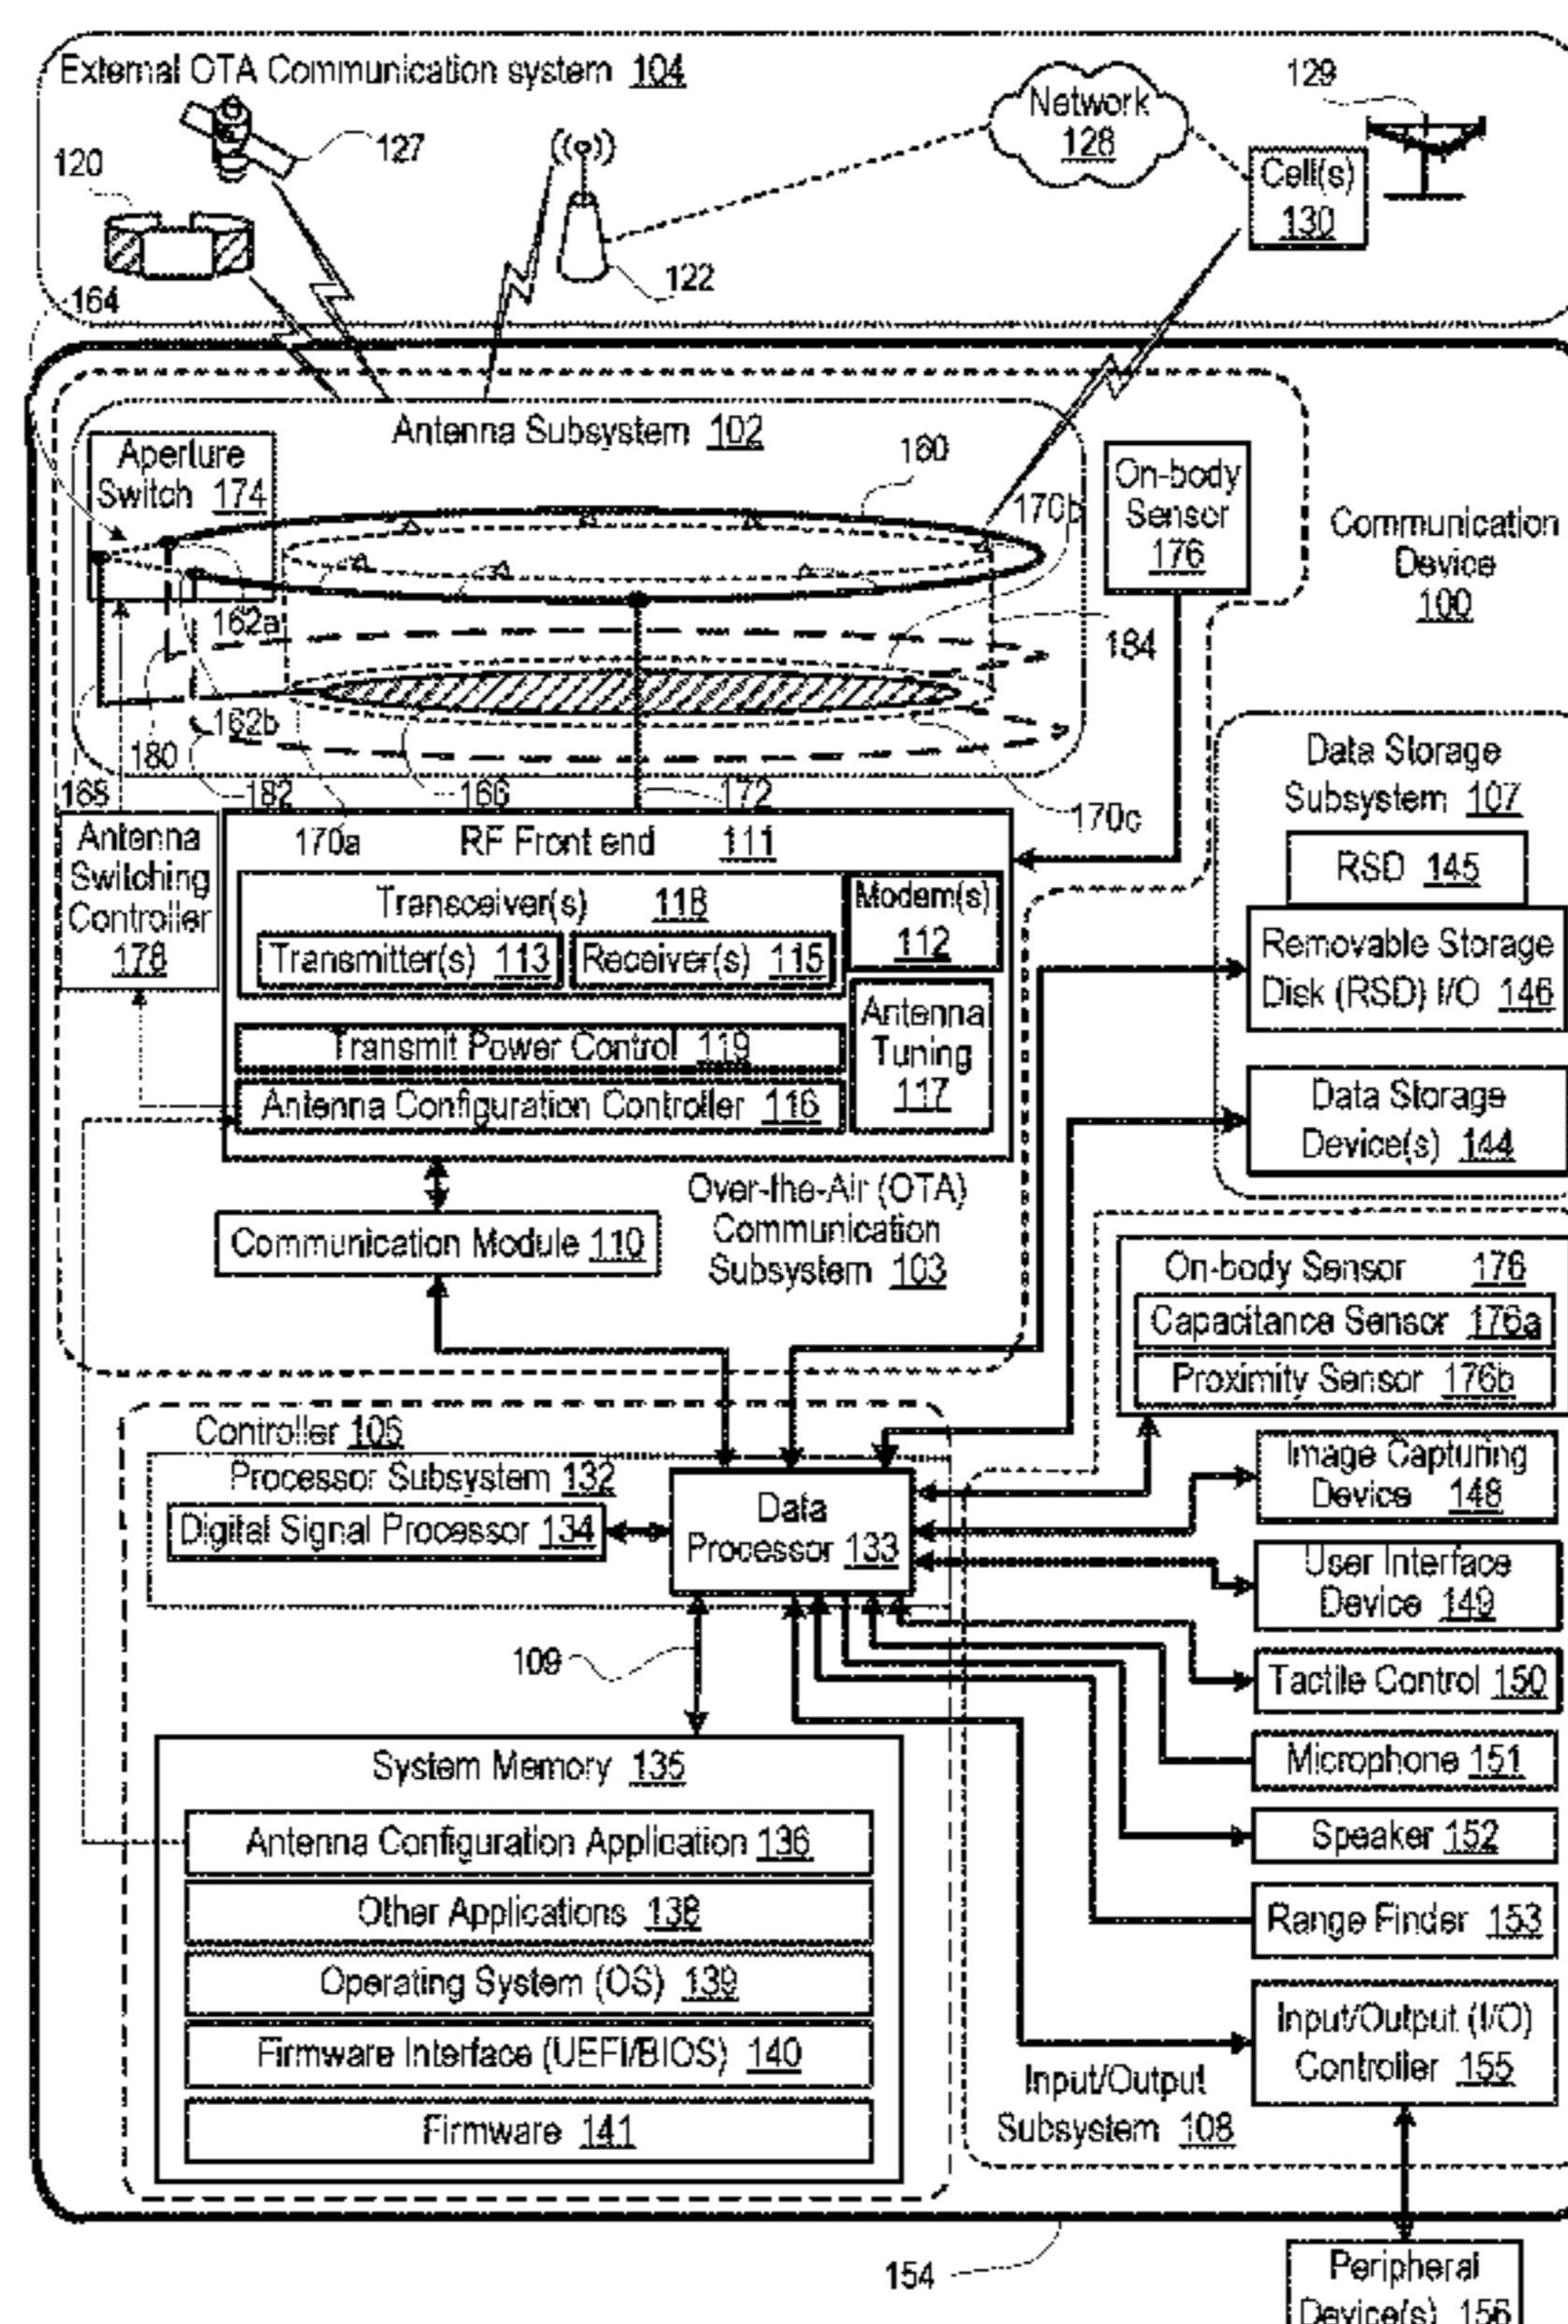 External OTA Communication system 104
129
Network
128
127
120
Cell(s)
130
122
164
Antenna Subsystem 102
160
Aperture
Switch 174
170b
On-body
Sensor
176
Communication
Device
100
162a
184
162b
180
168
182
166
172
170c
170a
Data Storage
Subsystem 107
RSD 145
Removable Storage
Disk (RSD) I/O 146
Data Storage
Device(s) 144
Antenna
Switching
Controller
178
RF Front end 111
Transceiver(s) 118
Modem(s)
112
Transmitter(s) 113
Receiver(s) 115
Antenna
Tuning
117
Transmit Power Control 119
Antenna Configuration Controller 116
Over-the-Air (OTA)
Communication
Subsystem 103
Communication Module 110
On-body Sensor 176
Capacitance Sensor 176a
Proximity Sensor 176b
Controller 106
Processor Subsystem 132
Digital Signal Processor 134
Data
Processor 133
Image Capturing
Device 148
User Interface
Device 149
109
Tactile Control 150
Microphone 151
Speaker 152
Range Finder 153
Input/Output (I/O)
Controller 155
System Memory 135
Antenna Configuration Application 136
Other Applications 138
Operating System (OS) 139
Firmware Interface (UEFI/BIOS) 140
Firmware 141
Input/Output
Subsystem 108
154
Peripheral
Device(s) 156